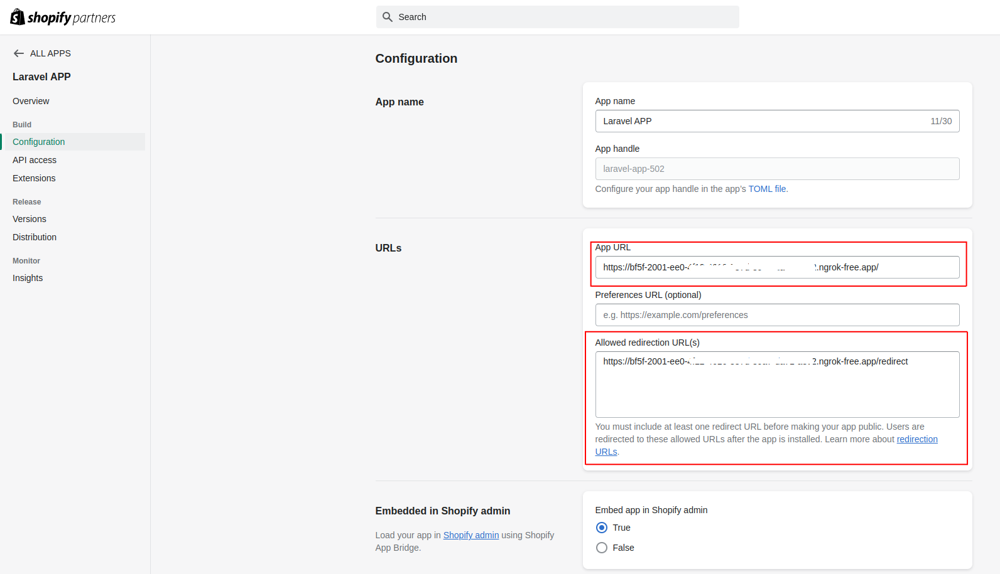 shopify partners
Search
ALL APPS
Laravel APP
Overview
Build
Configuration
API access
Extensions
Release
Versions
Distribution
Monitor
Insights
Configuration
App name
App name
Laravel APP 11/30
App handle
laravel-app-502
Configure your app handle in the app's TOML file.
URLs
App URL
https://bf5f-2001-ee0- .ngrok-free.app/
Preferences URL (optional)
e.g. https://example.com/preferences
Allowed redirection URL(s)
https://bf5f-2001-ee0- .ngrok-free.app/redirect
You must include at least one redirect URL before making your app public. Users are
redirected to these allowed URLs after the app is installed. Learn more about redirection
URLs.
Embedded in Shopify admin
Load your app in Shopify admin using Shopify
App Bridge.
Embed app in Shopify admin
True
False